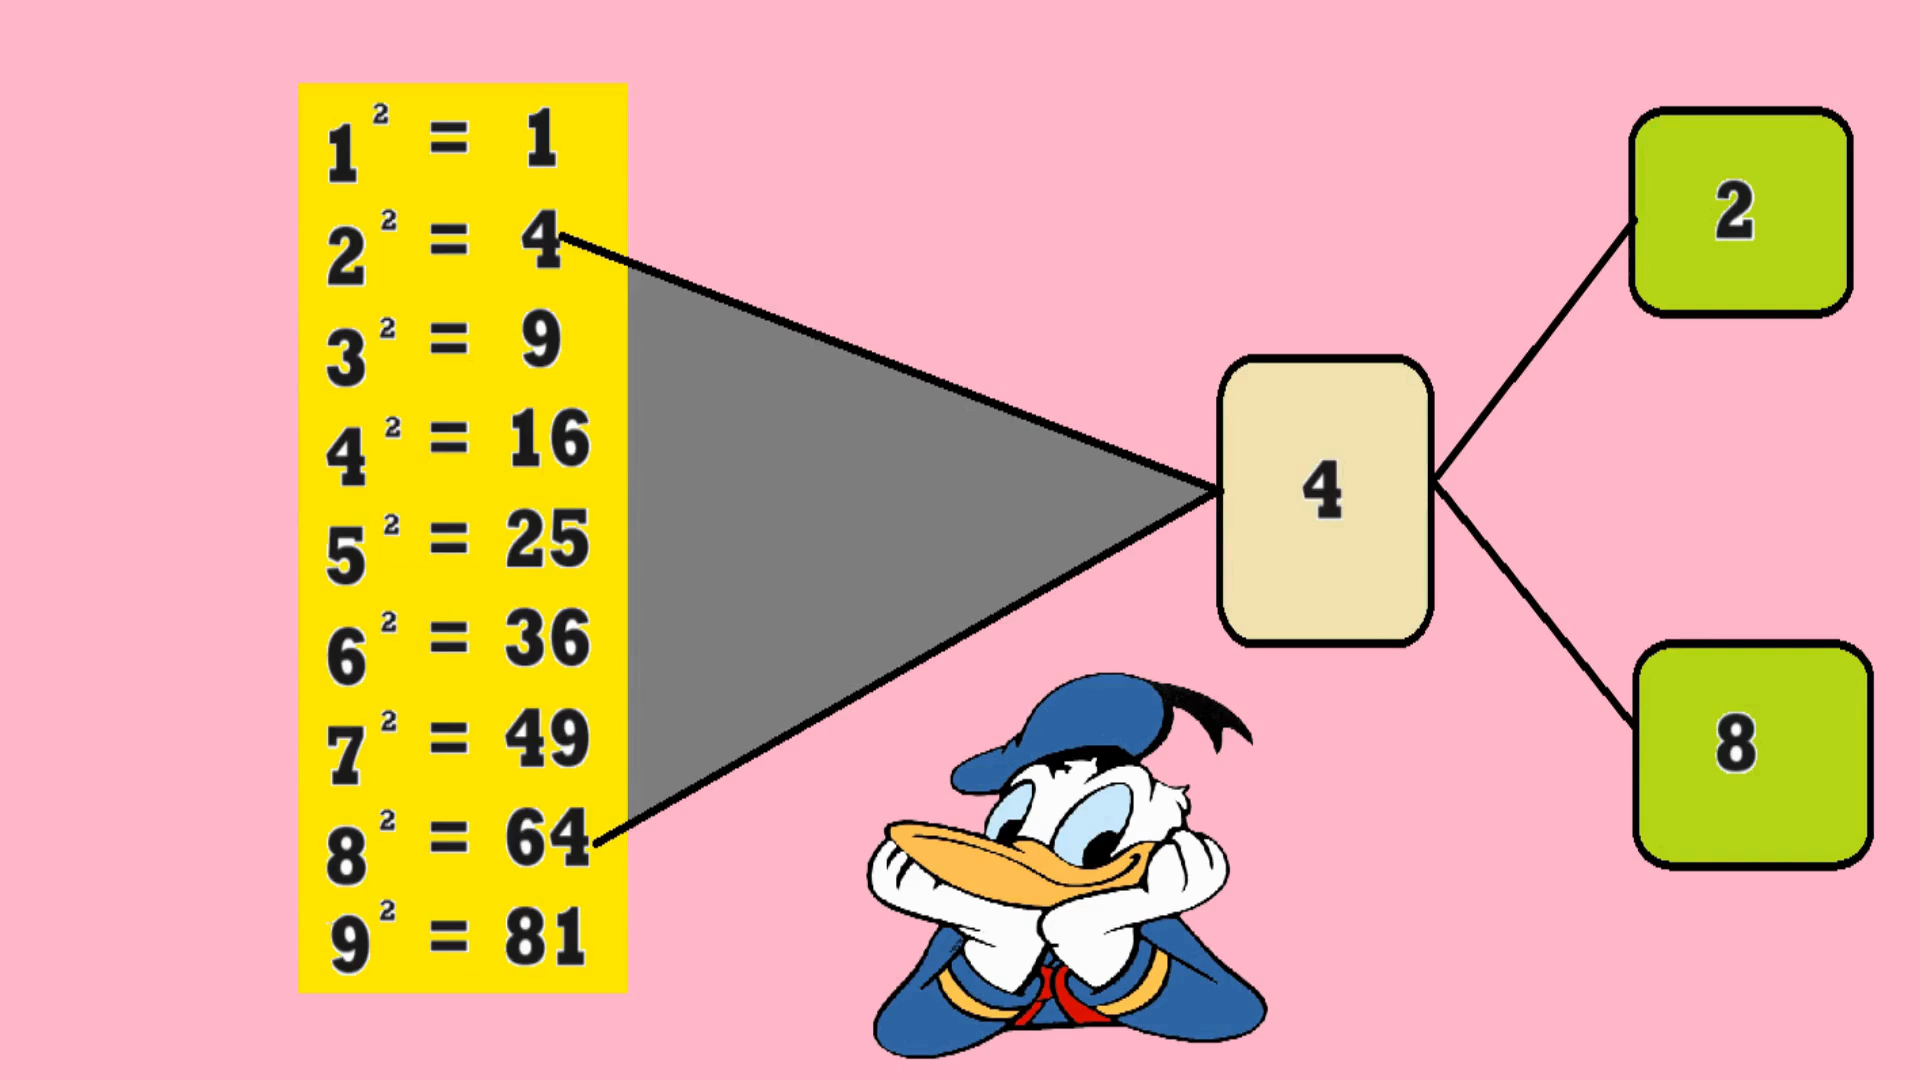 1² = 1
2² = 4
3² = 9
4² = 16
5² = 25
6² = 36
7² = 49
8² = 64
9² = 81
4
2
8